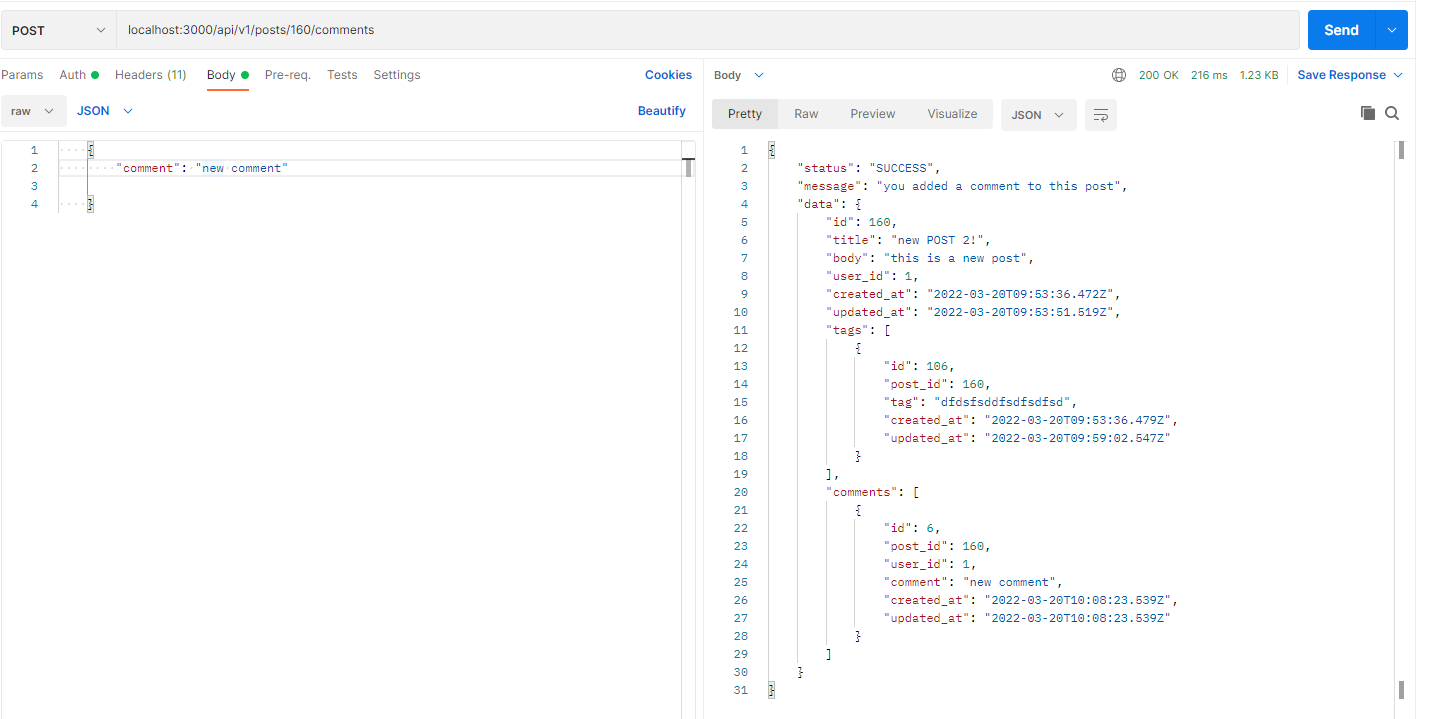 POST localhost:3000/api/v1/posts/160/comments Send
Params Auth Headers (11) Body Pre-req. Tests Settings Cookies
raw JSON Beautify
1 {
2 "comment": "new comment"
3
4 }
Body 200 OK 216 ms 1.23 KB Save Response
Pretty Raw Preview Visualize JSON
1 {
2 "status": "SUCCESS",
3 "message": "you added a comment to this post",
4 "data": {
5 "id": 160,
6 "title": "new POST 2!",
7 "body": "this is a new post",
8 "user_id": 1,
9 "created_at": "2022-03-20T09:53:36.472Z",
10 "updated_at": "2022-03-20T09:53:51.519Z",
11 "tags": [
12 {
13 "id": 106,
14 "post_id": 160,
15 "tag": "dfdsfsddfsdfsdfsd",
16 "created_at": "2022-03-20T09:53:36.479Z",
17 "updated_at": "2022-03-20T09:59:02.547Z"
18 }
19 ],
20 "comments": [
21 {
22 "id": 6,
23 "post_id": 160,
24 "user_id": 1,
25 "comment": "new comment",
26 "created_at": "2022-03-20T10:08:23.539Z",
27 "updated_at": "2022-03-20T10:08:23.539Z"
28 }
29 ]
30 }
31 }